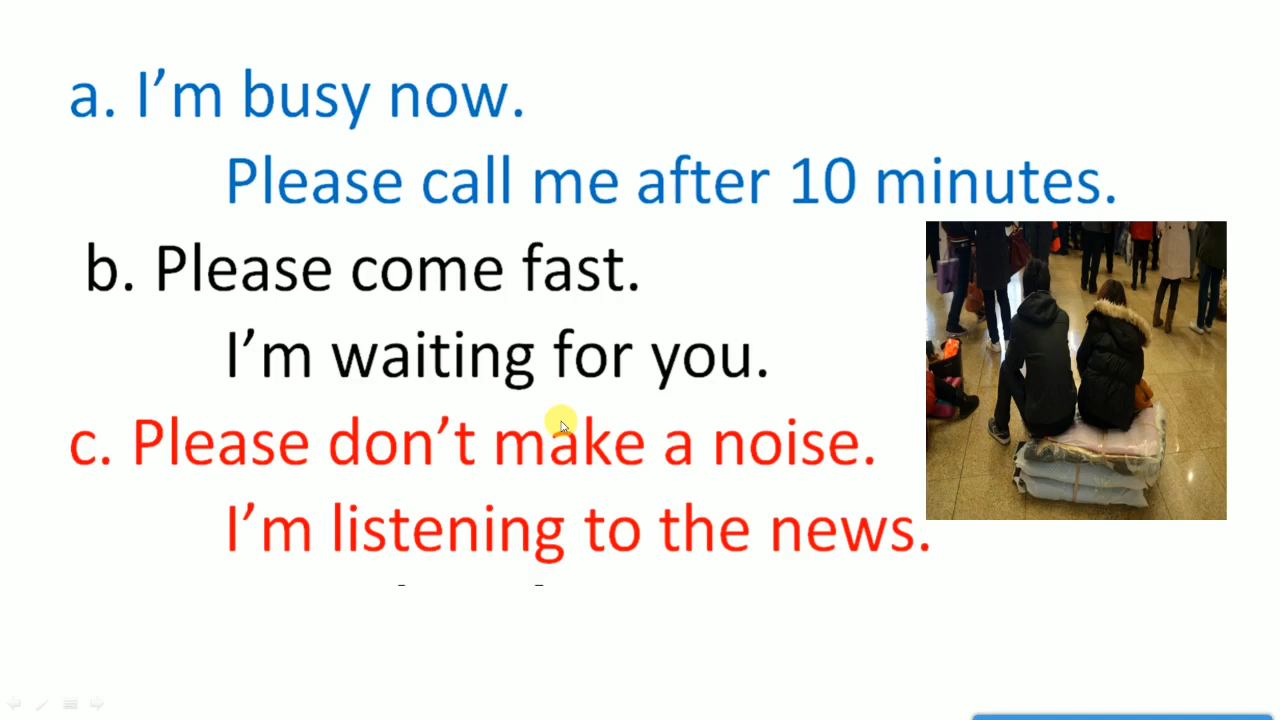 a. I’m busy now.
Please call me after 10 minutes.
b. Please come fast.
I’m waiting for you.
c. Please don’t make a noise.
I’m listening to the news.